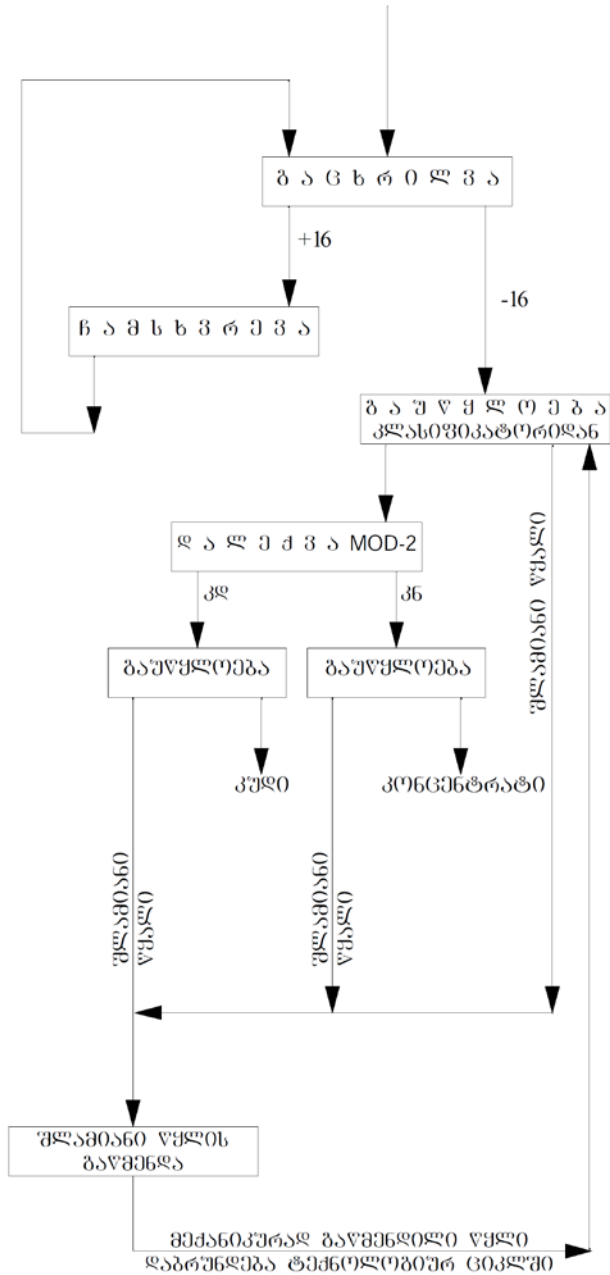 გ ა ც ხ რ ი ლ ვ ა
+16
-16
ჩ ა მ ს ხ ვ რ ე ვ ა
გ ა უ წ ყ ლ ო ე ბ ა
კლასიფიკატორიდან
დ ა ლ ე ქ ვ ა MOD-2
კდ
კნ
შლამიანი წყალი
გაუწყლოება
გაუწყლოება
კუდი
კონცენტრატი
შლამიანი
წყალი
შლამიანი
წყალი
შლამიანი წყლის
გაწმენდა
მექანიკურად გაწმენდილი წყლი
დაბრუნდება ტექნოლოგიურ ციკლში